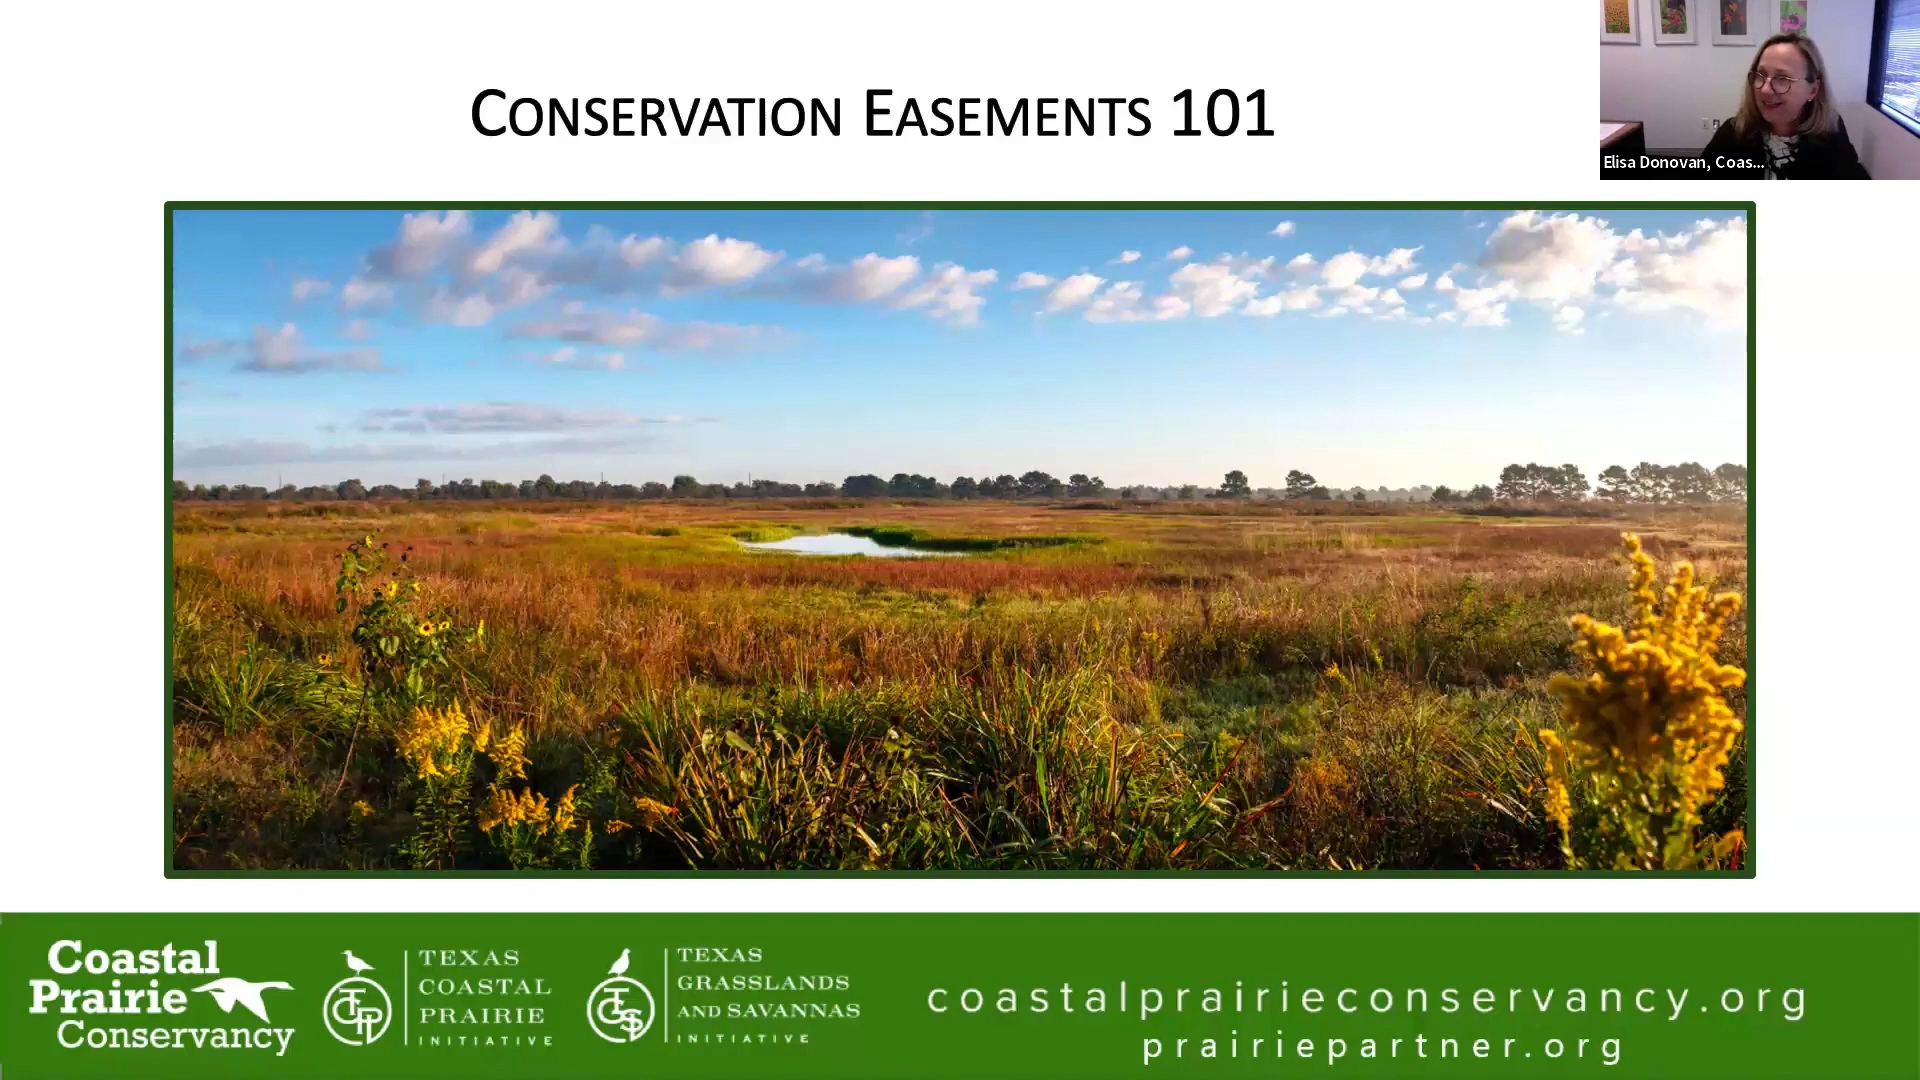 CONSERVATION EASEMENTS 101
Elisa Donovan, Coas...
Coastal
Prairie
Conservancy
TEXAS
COASTAL
PRAIRIE
INITIATIVE
TEXAS
GRASSLANDS
AND SAVANNAS
INITIATIVE
coastalprairieconservancy.org
prairiepartner.org